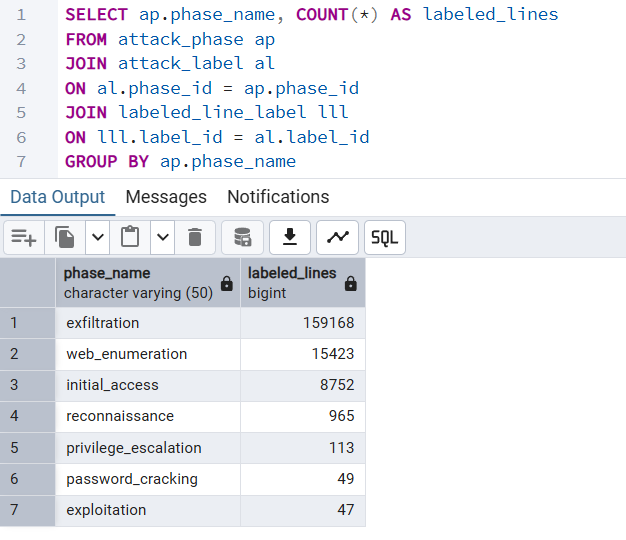 1 SELECT ap.phase_name, COUNT(*) AS labeled_lines
2 FROM attack_phase ap
3 JOIN attack_label al
4 ON al.phase_id = ap.phase_id
5 JOIN labeled_line_label lll
6 ON lll.label_id = al.label_id
7 GROUP BY ap.phase_name
Data Output Messages Notifications
SQL
phase_name labeled_lines
character varying (50) bigint
1 exfiltration 159168
2 web_enumeration 15423
3 initial_access 8752
4 reconnaissance 965
5 privilege_escalation 113
6 password_cracking 49
7 exploitation 47